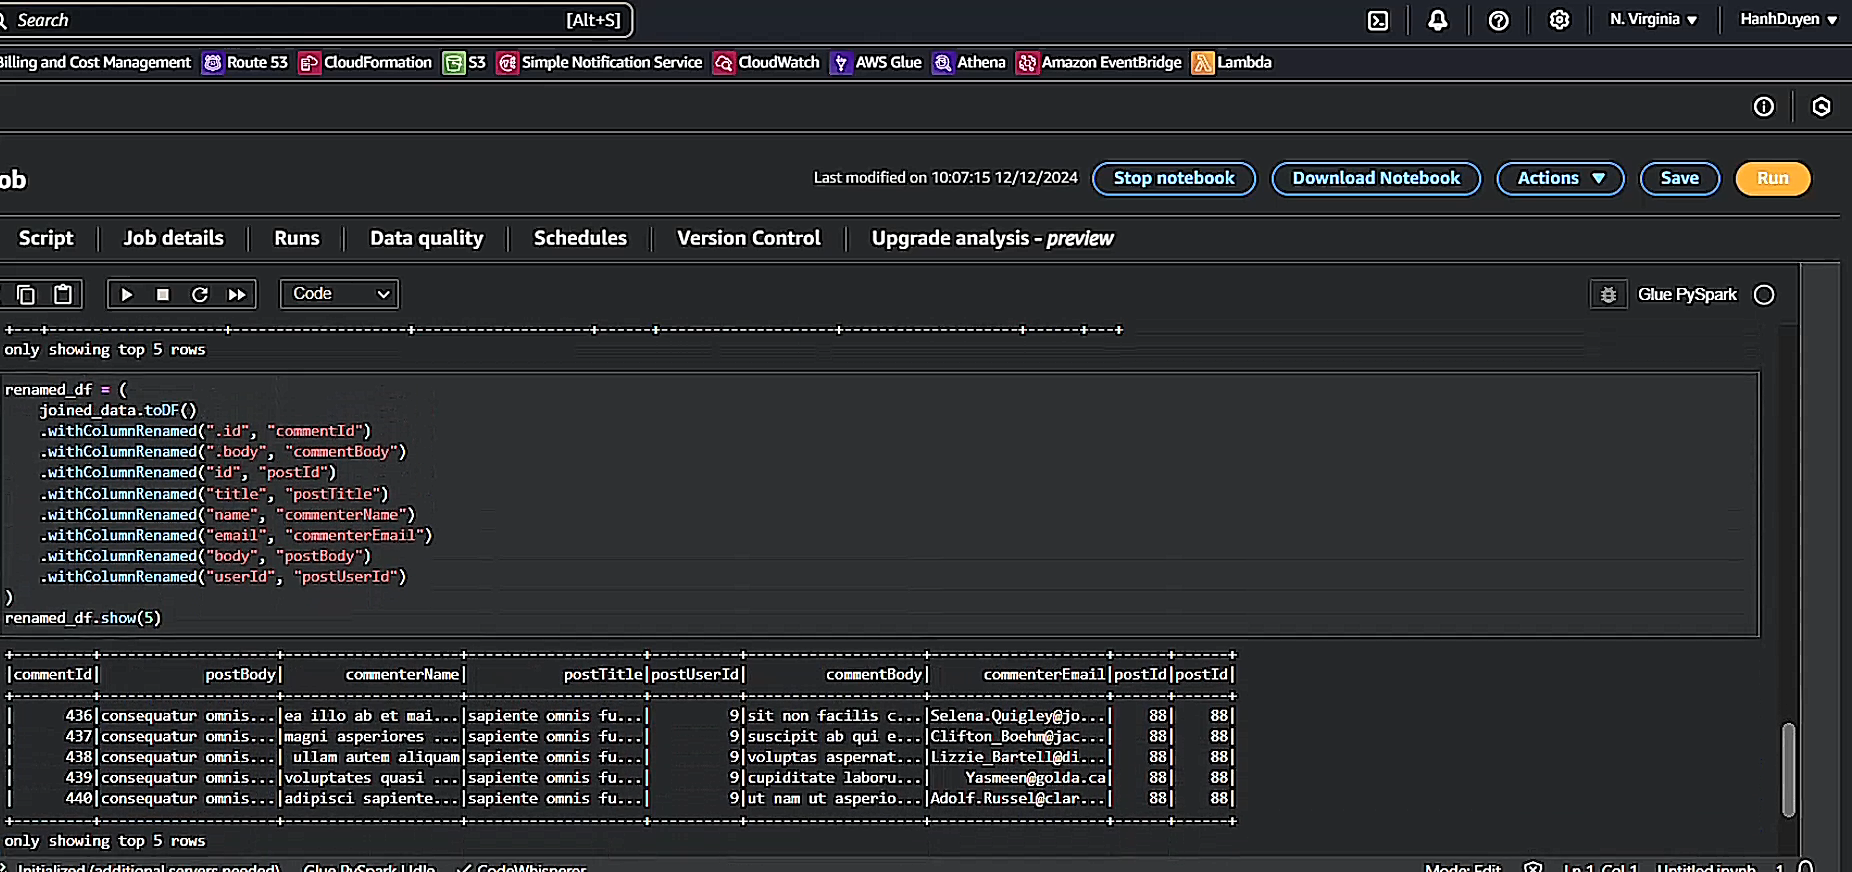 Search [Alt+S] N. Virginia ▼ HanhDuyen ▼
Billing and Cost Management Route 53 CloudFormation S3 Simple Notification Service CloudWatch AWS Glue Athena Amazon EventBridge Lambda
ob Last modified on 10:07:15 12/12/2024 Stop notebook Download Notebook Actions ▼ Save Run
Script Job details Runs Data quality Schedules Version Control Upgrade analysis - preview
Code Glue PySpark
+---+--------------------+--------------------+--------------------+------+--------------------+--------------------+------+---+
only showing top 5 rows
renamed_df = (
    joined_data.toDF()
    .withColumnRenamed(".id", "commentId")
    .withColumnRenamed(".body", "commentBody")
    .withColumnRenamed("id", "postId")
    .withColumnRenamed("title", "postTitle")
    .withColumnRenamed("name", "commenterName")
    .withColumnRenamed("email", "commenterEmail")
    .withColumnRenamed("body", "postBody")
    .withColumnRenamed("userId", "postUserId")
)
renamed_df.show(5)
+---------+--------------------+--------------------+--------------------+----------+--------------------+--------------------+------+------+
|commentId|            postBody|       commenterName|           postTitle|postUserId|         commentBody|      commenterEmail|postId|postId|
+---------+--------------------+--------------------+--------------------+----------+--------------------+--------------------+------+------+
|      436|consequatur omnis...|ea illo ab et mai...|sapiente omnis fu...|         9|sit non facilis c...|Selena.Quigley@jo...|    88|    88|
|      437|consequatur omnis...|magni asperiores ...|sapiente omnis fu...|         9|suscipit ab qui e...|Clifton_Boehm@jac...|    88|    88|
|      438|consequatur omnis...| ullam autem aliquam|sapiente omnis fu...|         9|voluptas aspernat...|Lizzie_Bartell@di...|    88|    88|
|      439|consequatur omnis...|voluptates quasi ...|sapiente omnis fu...|         9|cupiditate laboru...|    Yasmeen@golda.ca|    88|    88|
|      440|consequatur omnis...|adipisci sapiente...|sapiente omnis fu...|         9|ut nam ut asperio...|Adolf.Russel@clar...|    88|    88|
+---------+--------------------+--------------------+--------------------+----------+--------------------+--------------------+------+------+
only showing top 5 rows
Initialized (additional servers needed) Glue PySpark | Idle CodeWhisperer Mode: Edit Ln 1, Col 1 Untitled.ipynb 1